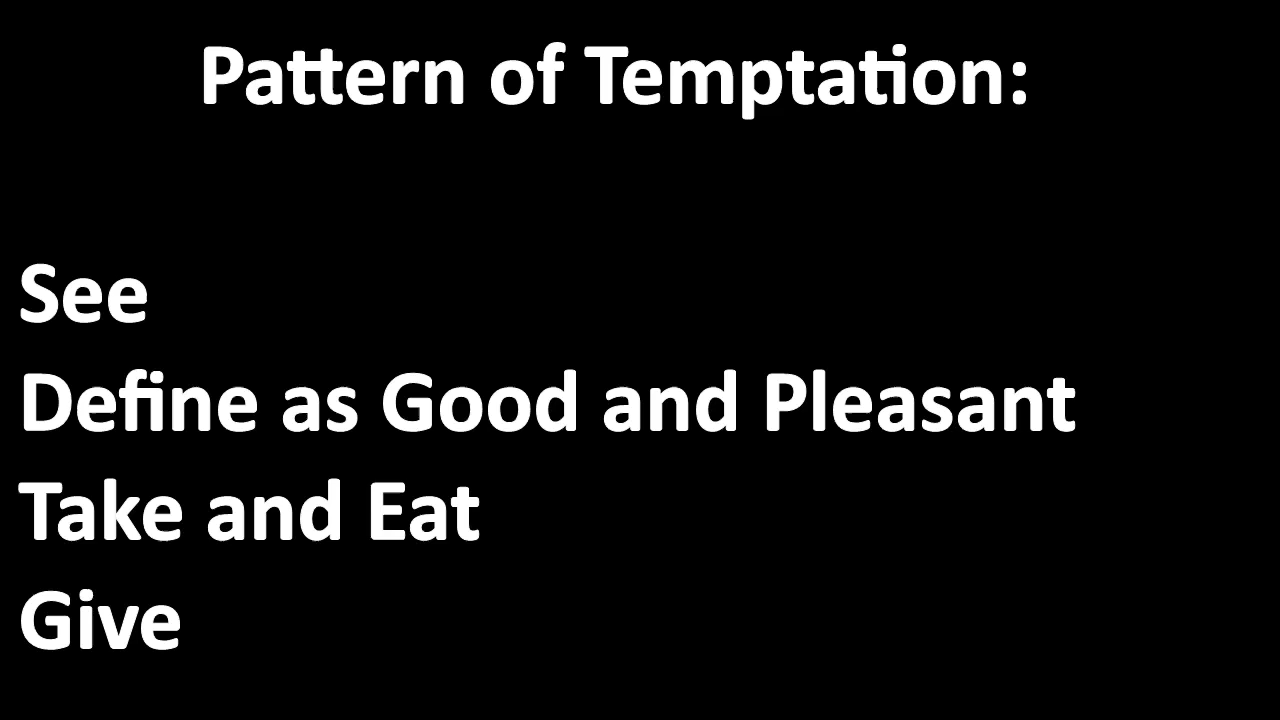 Pattern of Temptation:
See
Define as Good and Pleasant
Take and Eat
Give